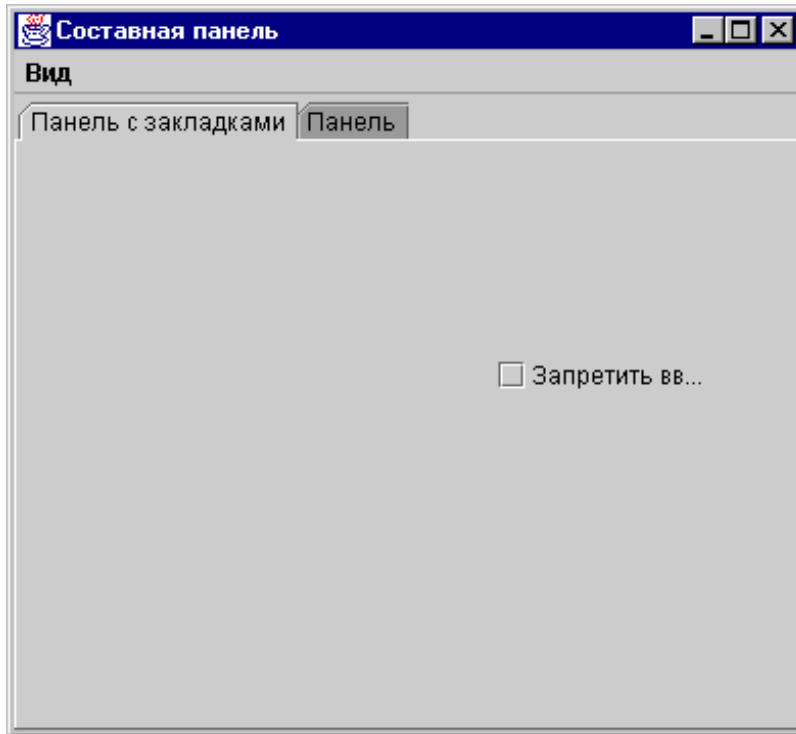 Составная панель
Вид
Панель с закладками Панель
Запретить вв...